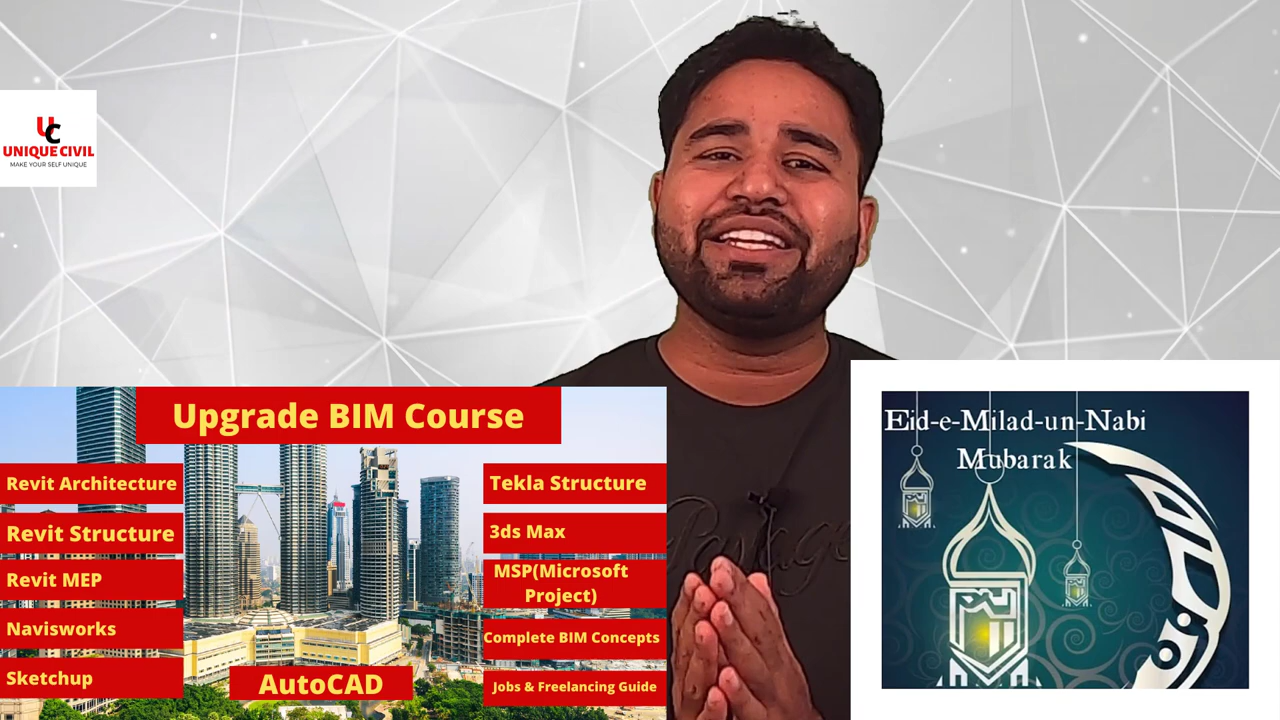 UC
UNIQUE CIVIL
MAKE YOUR SELF UNIQUE
Upgrade BIM Course
Revit Architecture
Revit Structure
Revit MEP
Navisworks
Sketchup
AutoCAD
Tekla Structure
3ds Max
MSP(Microsoft
Project)
Complete BIM Concepts
Jobs & Freelancing Guide
Eid-e-Milad-un-Nabi
Mubarak